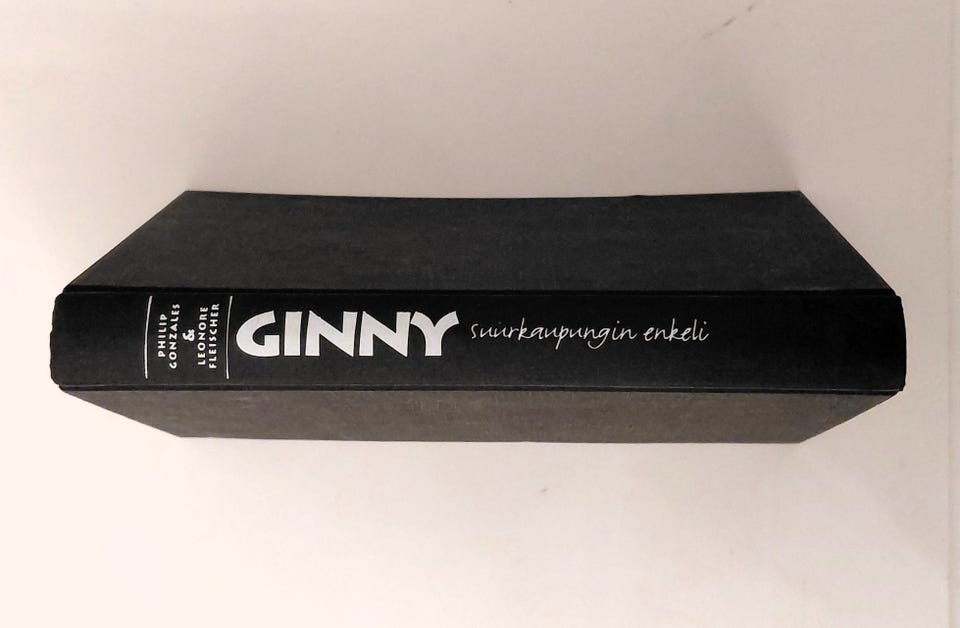 PHILIP
GONZALES
&
LEONORE
FLEISCHER
GINNY suurkaupungin enkeli